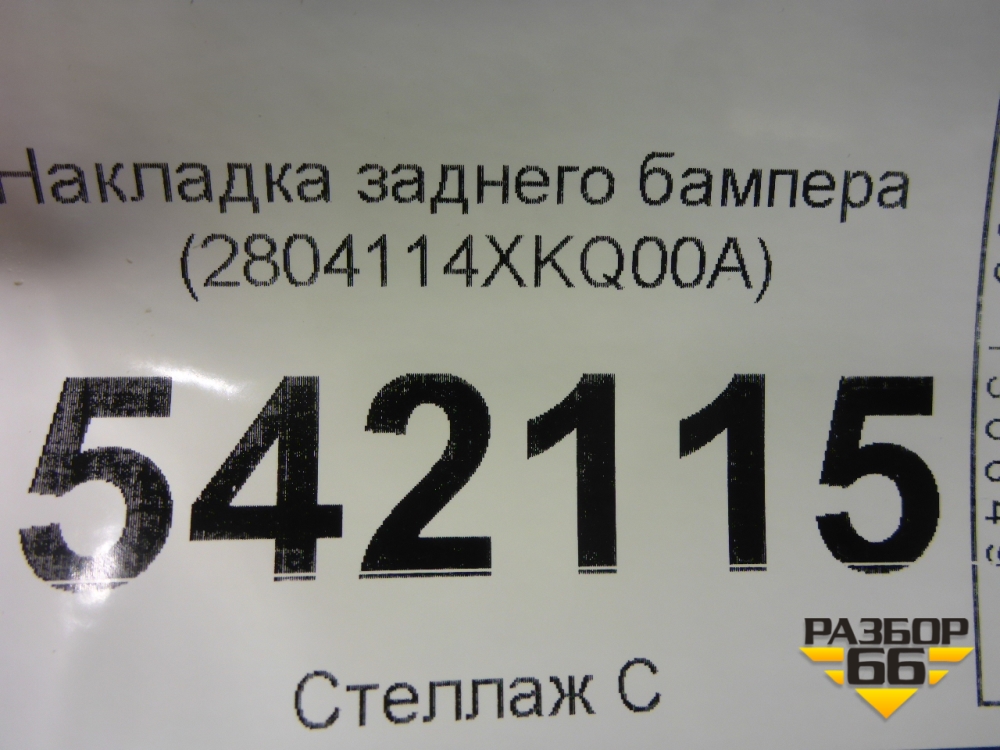 Накладка заднего бампера
(2804114XKQ00A)
542115
Стеллаж С
РАЗБОР
66